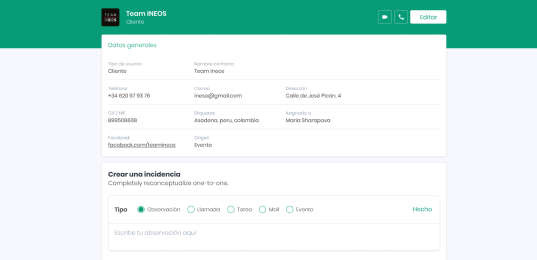 TEAM
INEOS
Team INEOS
Cliente
Editar
Datos generales
Tipo de usuario
Nombre contacto
Cliente
Team Ineos
Teléfono
Correo
Dirección
+34 620 97 63 76
ineos@gmail.com
Calle de José Picón, 4
CIF / NIF
Etiquetas
Asignado a
898508608
Asadena, peru, colombia
Maria Sharapova
Facebook
Origen
facebook.com/teamineos
Evento
Crear una incidencia
Completely reconceptualize one-to-one.
Tipo
Observación
Llamada
Tarea
Mail
Evento
Hecho
Escribe tu observación aquí